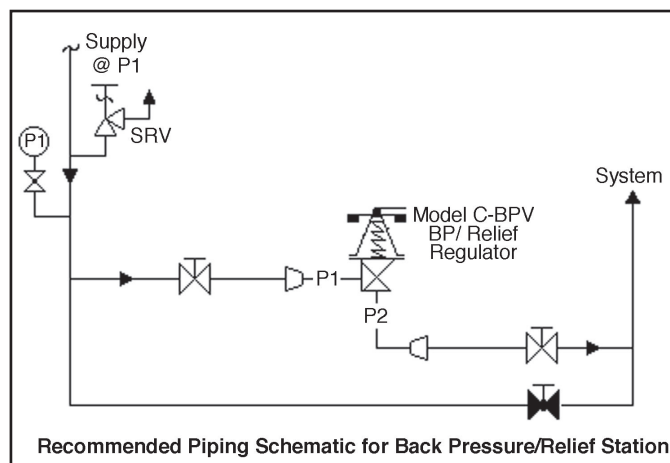 Supply
@ P1
SRV
P1
System
Model C-BPV
BP/ Relief
Regulator
P1
P2
Recommended Piping Schematic for Back Pressure/Relief Station